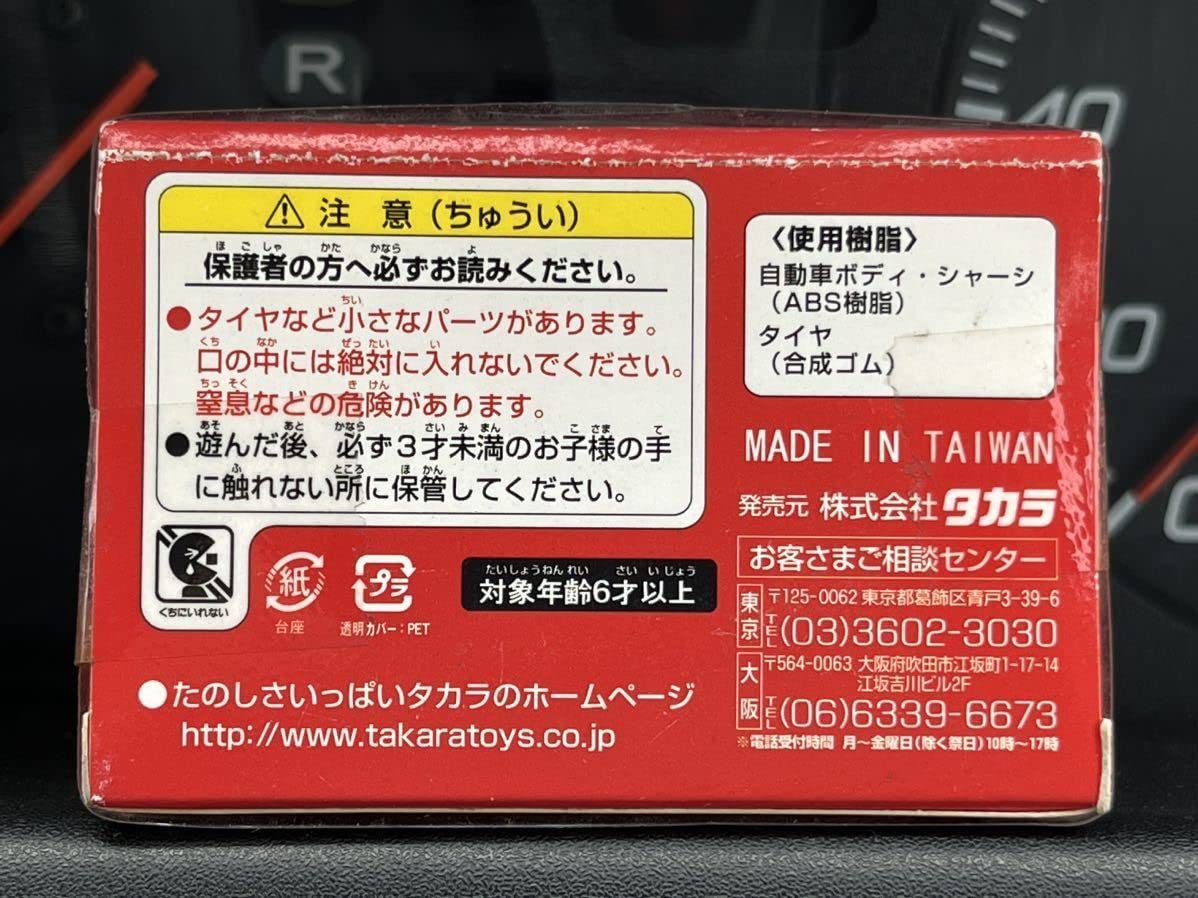 R
40
注 意（ちゅうい）
保護者の方へ必ずお読みください。
●タイヤなど小さなパーツがあります。
口の中には絶対に入れないでください。
窒息などの危険があります。
●遊んだ後、必ず３才未満のお子様の手
に触れない所に保管してください。
くちにいれない
紙
台座
プラ
透明カバー：PET
対象年齢6才以上
●たのしさいっぱいタカラのホームページ
http://www.takaratoys.co.jp
〈使用樹脂〉
自動車ボディ・シャーシ
（ABS樹脂）
タイヤ
（合成ゴム）
MADE IN TAIWAN
発売元 株式会社 タカラ
お客さまご相談センター
東京
〒125-0062 東京都葛飾区青戸3-39-6
TEL (03)3602-3030
大阪
〒564-0063 大阪府吹田市江坂町1-17-14
江坂吉川ビル2F
TEL (06)6339-6673
※電話受付時間 月〜金曜日（除く祭日）10時〜17時